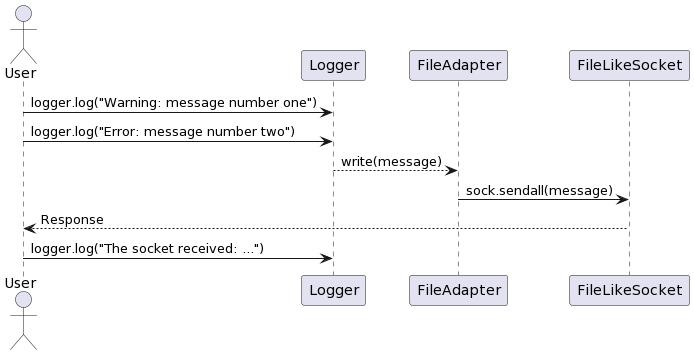 User
Logger
FileAdapter
FileLikeSocket
logger.log("Warning: message number one")
logger.log("Error: message number two")
write(message)
sock.sendall(message)
Response
logger.log("The socket received: ...")
User
Logger
FileAdapter
FileLikeSocket